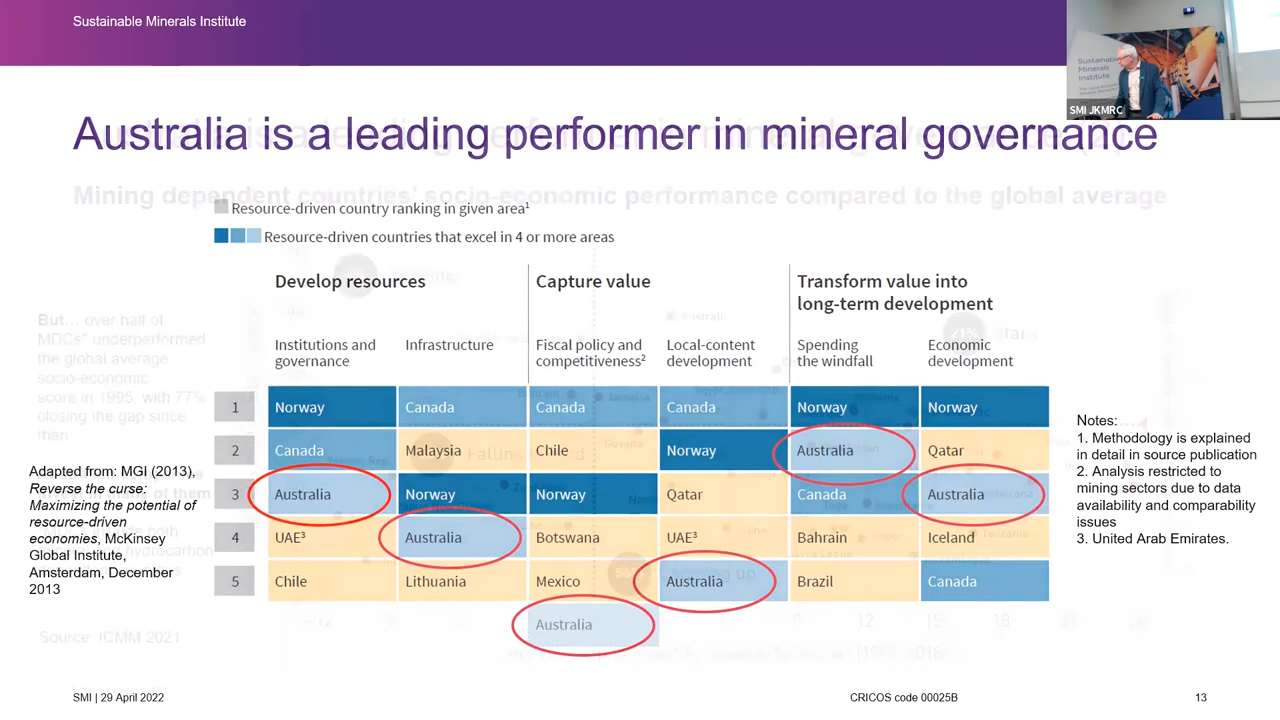 Sustainable Minerals Institute
Sustainable
Minerals
Institute
SMI JKMRC
Australia is a leading performer in mineral governance
Mining dependent countries' socio-economic performance compared to the global average
Resource-driven country ranking in given area¹
Resource-driven countries that excel in 4 or more areas
Develop resources
Capture value
Transform value into
long-term development
Institutions and
governance
Infrastructure
Fiscal policy and
competitiveness²
Local-content
development
Spending
the windfall
Economic
development
1 Norway Canada Canada Canada Norway Norway
2 Canada Malaysia Chile Norway Australia Qatar
3 Australia Norway Norway Qatar Canada Australia
4 UAE³ Australia Botswana UAE³ Bahrain Iceland
5 Chile Lithuania Mexico Australia Brazil Canada
Australia
But... over half of
MDCs* underperformed
the global average
socio-economic
score in 1995, with 77%
closing the gap since
then
Adapted from: MGI (2013),
Reverse the curse:
Maximizing the potential of
resource-driven
economies, McKinsey
Global Institute,
Amsterdam, December
2013
Source: ICMM 2021
Notes:
1. Methodology is explained
in detail in source publication
2. Analysis restricted to
mining sectors due to data
availability and comparability
issues
3. United Arab Emirates.
SMI | 29 April 2022
CRICOS code 00025B
13